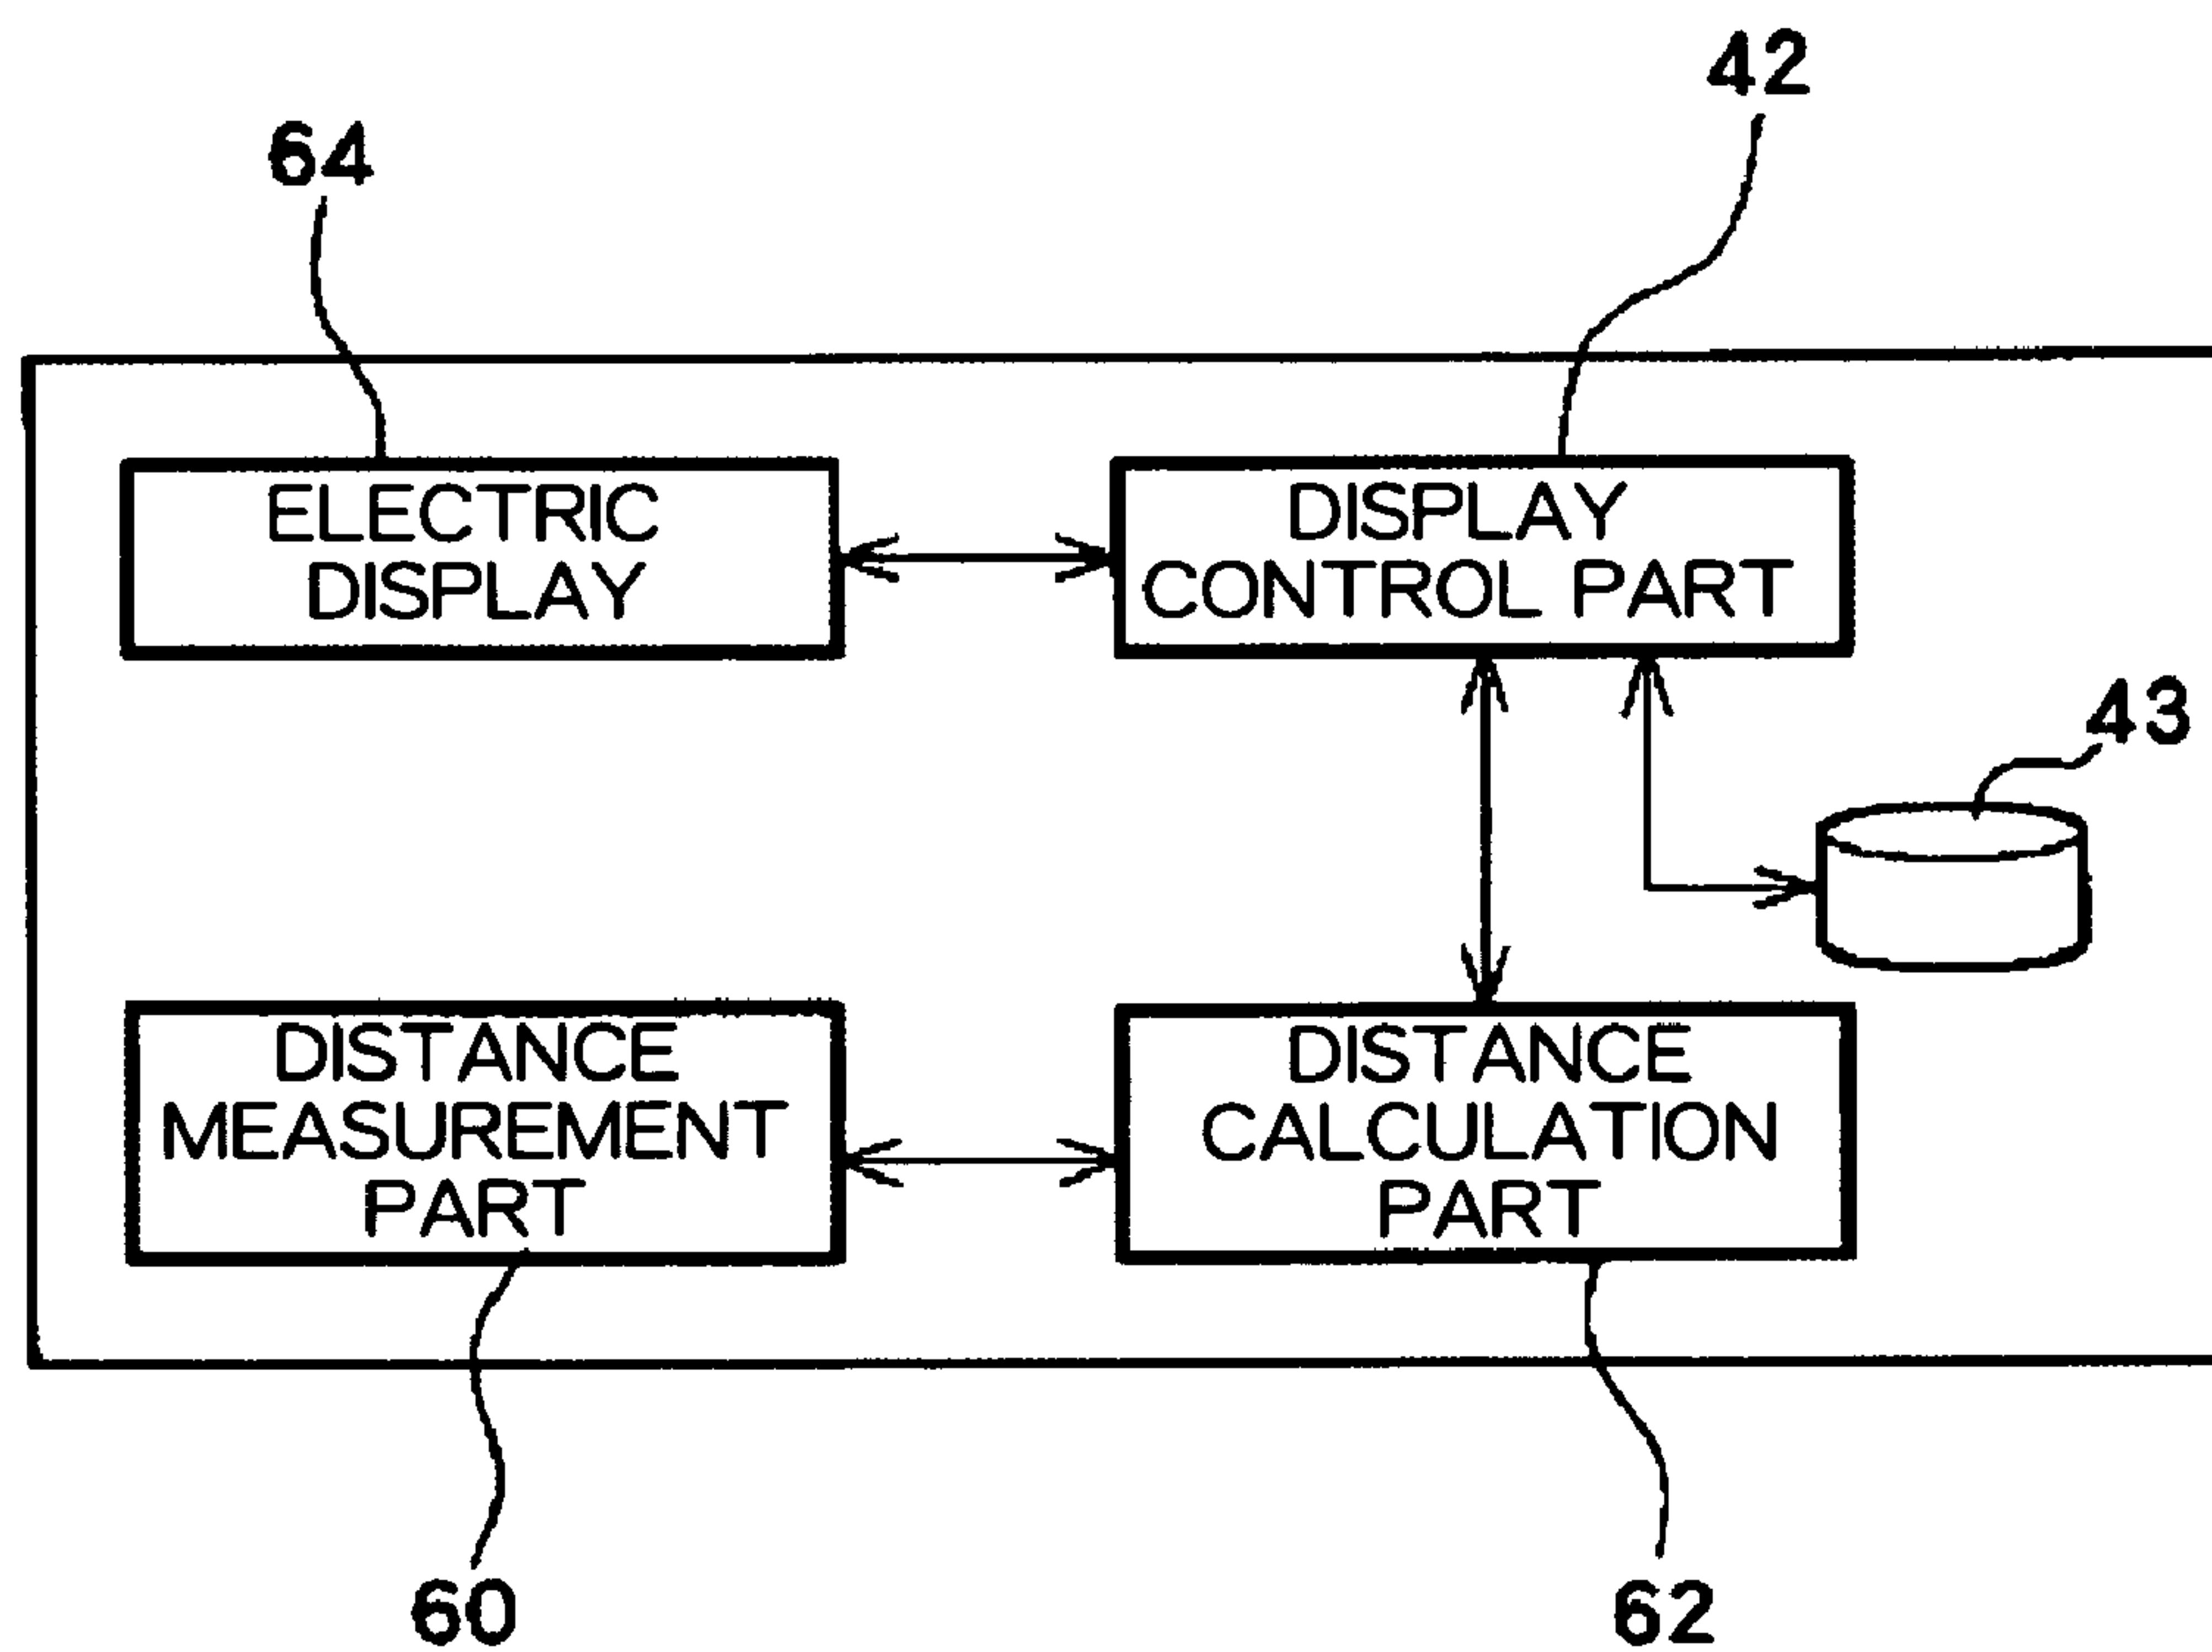 42
64
ELECTRIC
DISPLAY
DISPLAY
CONTROL PART
43
DISTANCE
MEASUREMENT
PART
DISTANCE
CALCULATION
PART
60
62